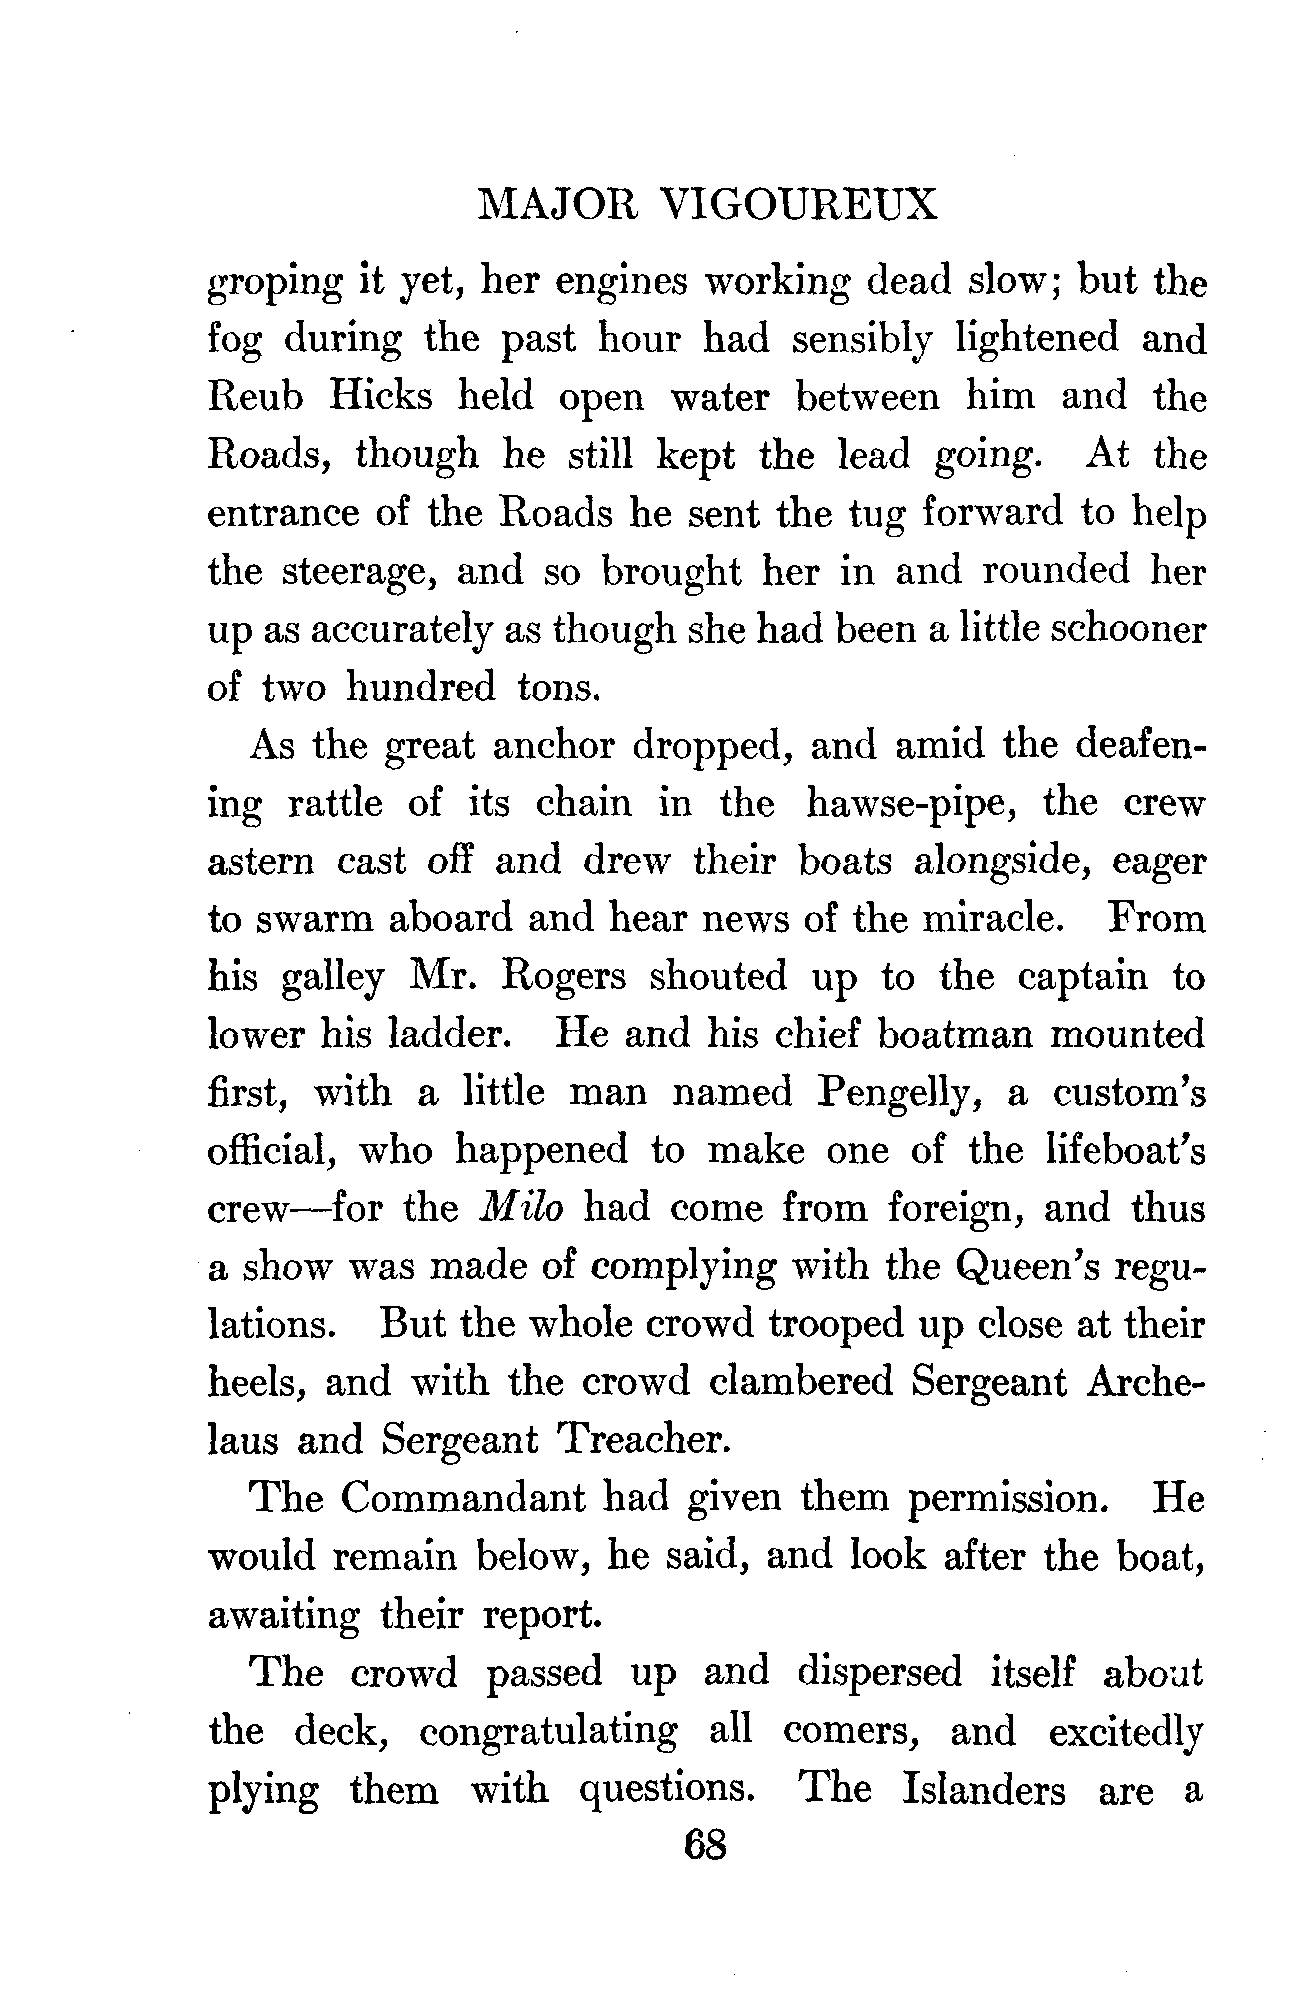 MAJOR VIGOUREUX
groping it yet, her engines working dead slow; but the
fog during the past hour had sensibly lightened and
Reub Hicks held open water between him and the
Roads, though he still kept the lead going. At the
entrance of the Roads he sent the tug forward to help
the steerage, and so brought her in and rounded her
up as accurately as though she had been a little schooner
of two hundred tons.
As the great anchor dropped, and amid the deafen-
ing rattle of its chain in the hawse-pipe, the crew
astern cast off and drew their boats alongside, eager
to swarm aboard and hear news of the miracle. From
his galley Mr. Rogers shouted up to the captain to
lower his ladder. He and his chief boatman mounted
first, with a little man named Pengelly, a custom's
official, who happened to make one of the lifeboat's
crew—for the Milo had come from foreign, and thus
a show was made of complying with the Queen's regu-
lations. But the whole crowd trooped up close at their
heels, and with the crowd clambered Sergeant Arche-
laus and Sergeant Treacher.
The Commandant had given them permission. He
would remain below, he said, and look after the boat,
awaiting their report.
The crowd passed up and dispersed itself about
the deck, congratulating all comers, and excitedly
plying them with questions. The Islanders are a
68